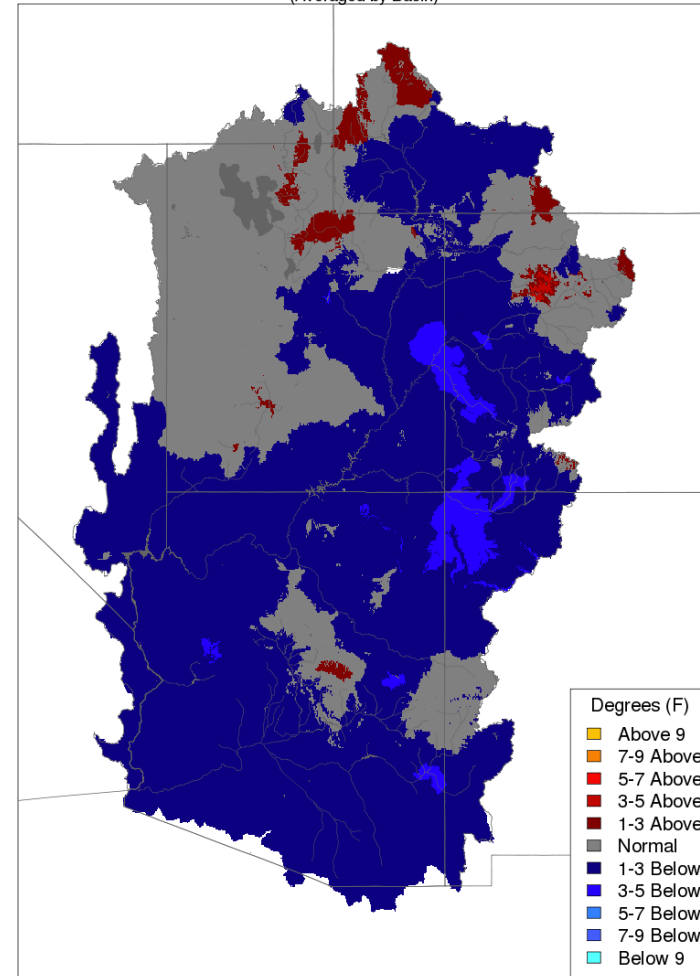 (Averaged by Basin)
Degrees (F)
Above 9
7-9 Above
5-7 Above
3-5 Above
1-3 Above
Normal
1-3 Below
3-5 Below
5-7 Below
7-9 Below
Below 9